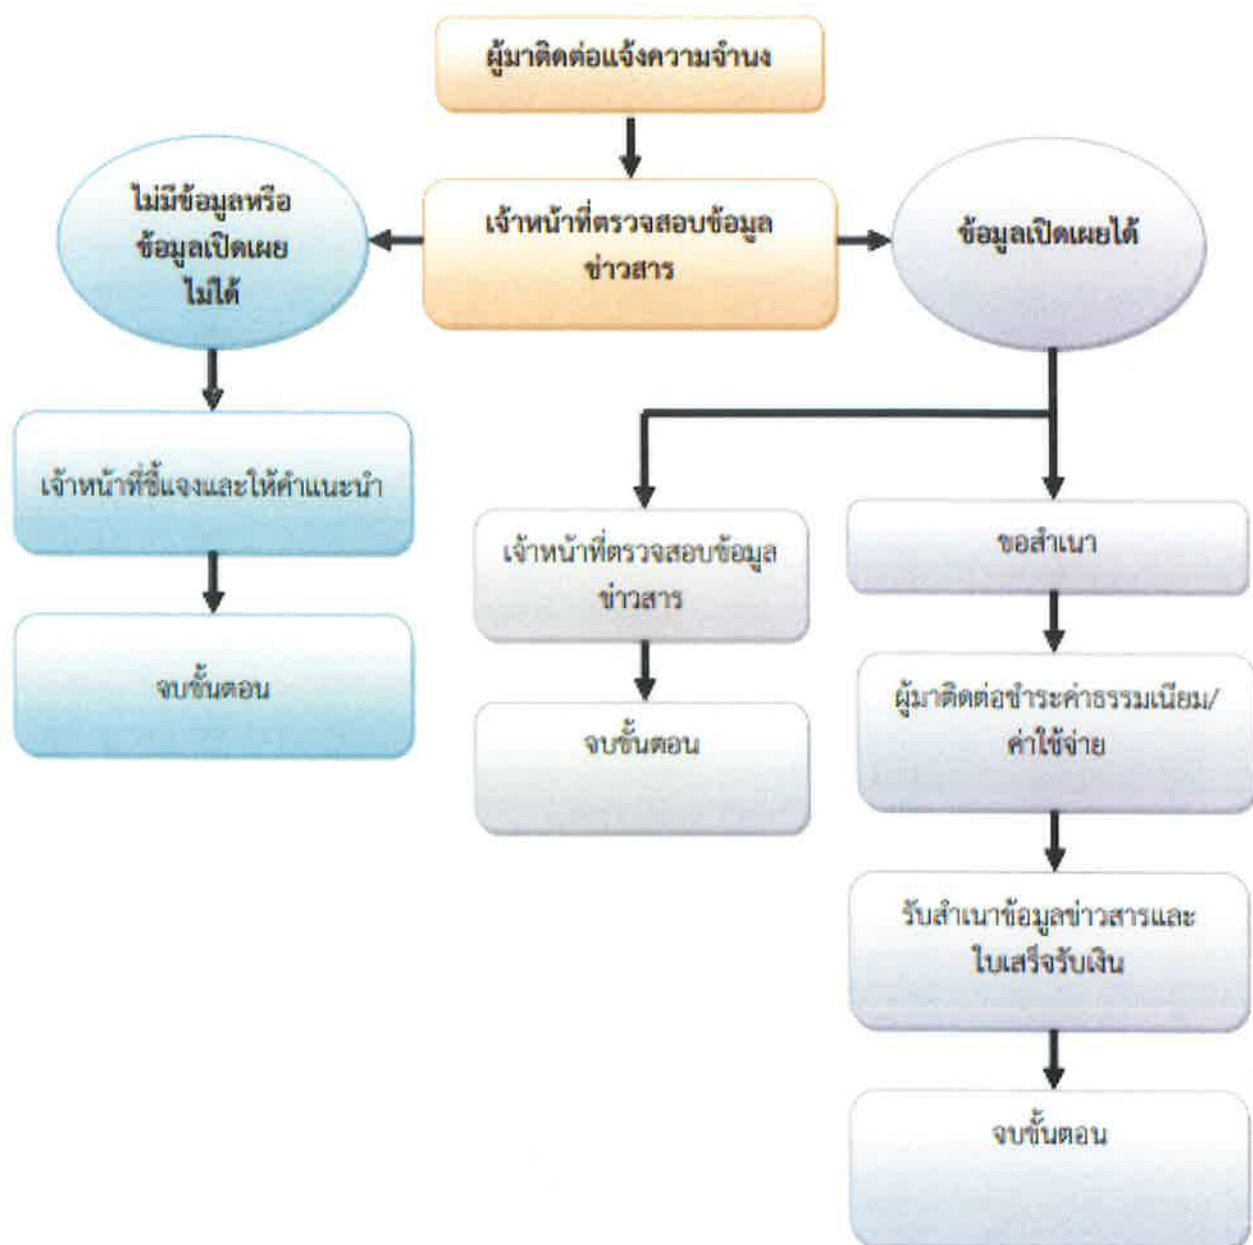 ผู้มาติดต่อแจ้งความจำนง
ไม่มีข้อมูลหรือ
ข้อมูลเปิดเผย
ไม่ได้
เจ้าหน้าที่ตรวจสอบข้อมูล
ข่าวสาร
ข้อมูลเปิดเผยได้
เจ้าหน้าที่ชี้แจงและให้คำแนะนำ
จบขั้นตอน
เจ้าหน้าที่ตรวจสอบข้อมูล
ข่าวสาร
จบขั้นตอน
ขอสำเนา
ผู้มาติดต่อชำระค่าธรรมเนียม/
ค่าใช้จ่าย
รับสำเนาข้อมูลข่าวสารและ
ใบเสร็จรับเงิน
จบขั้นตอน